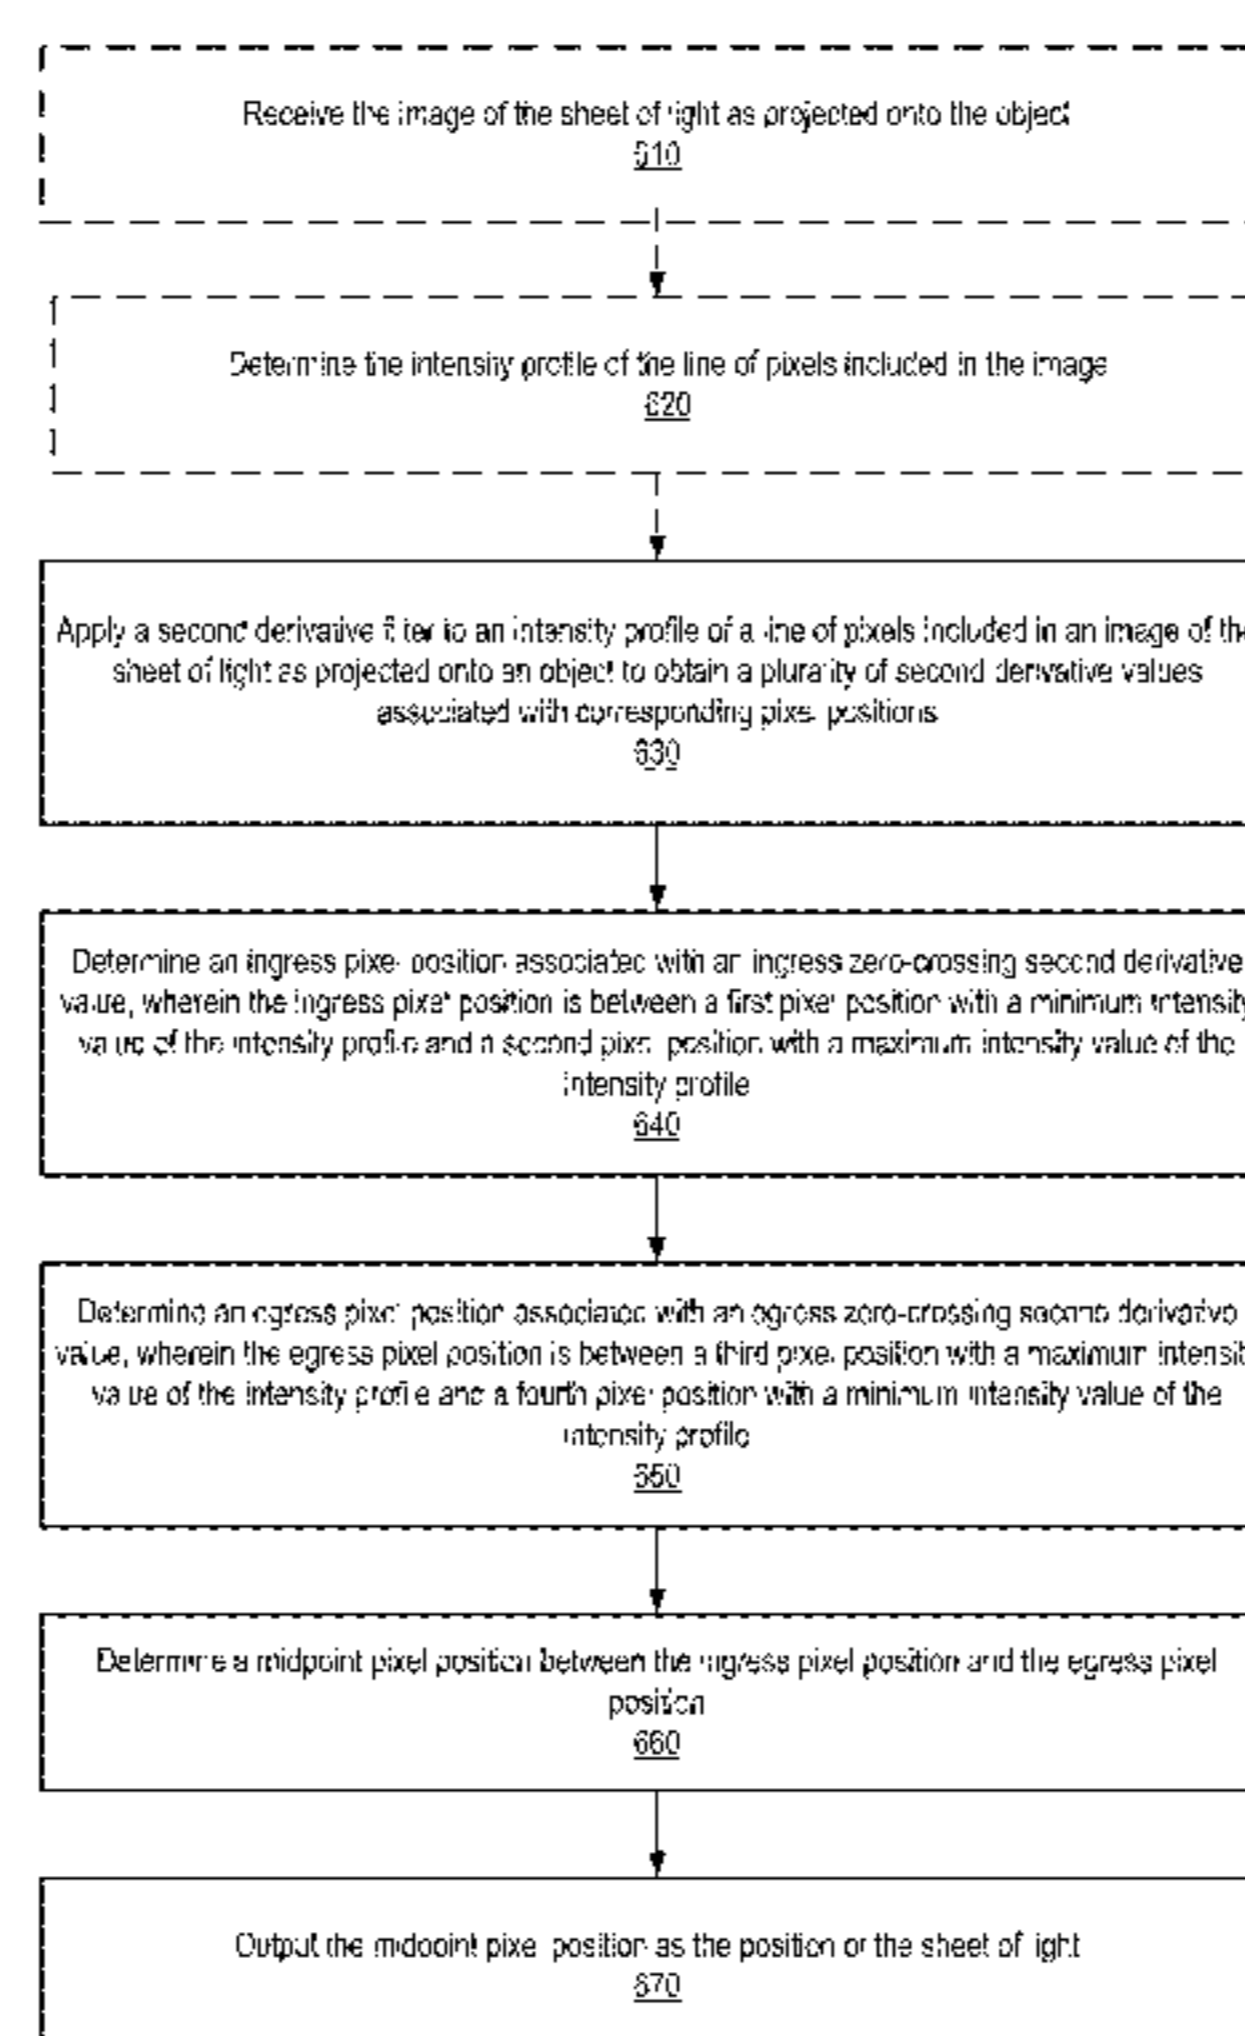 Receive the image of the sheet of light as projected onto the object
610
Determine the intensity profile of the line of pixels included in the image
620
Apply a second derivative filter to an intensity profile of a line of pixels included in an image of the
sheet of light as projected onto an object to obtain a plurality of second derivative values
associated with corresponding pixel positions
630
Determine an ingress pixel position associated with an ingress zero-crossing second derivative
value, wherein the ingress pixel position is between a first pixel position with a minimum intensity
value of the intensity profile and a second pixel position with a maximum intensity value of the
intensity profile
640
Determine an egress pixel position associated with an egress zero-crossing second derivative
value, wherein the egress pixel position is between a third pixel position with a maximum intensity
value of the intensity profile and a fourth pixel position with a minimum intensity value of the
intensity profile
650
Determine a midpoint pixel position between the ingress pixel position and the egress pixel
position
660
Output the midpoint pixel position as the position of the sheet of light
670